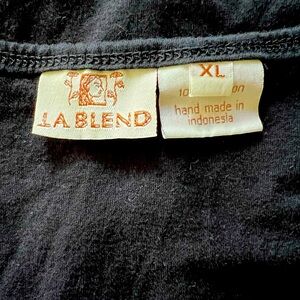 LA BLEND
XL
hand made in
indonesia